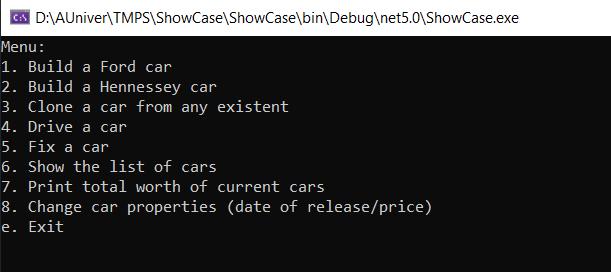 D:\AUniver\TMPS\ShowCase\ShowCase\bin\Debug\net5.0\ShowCase.exe
Menu:
1. Build a Ford car
2. Build a Hennessey car
3. Clone a car from any existent
4. Drive a car
5. Fix a car
6. Show the list of cars
7. Print total worth of current cars
8. Change car properties (date of release/price)
e. Exit